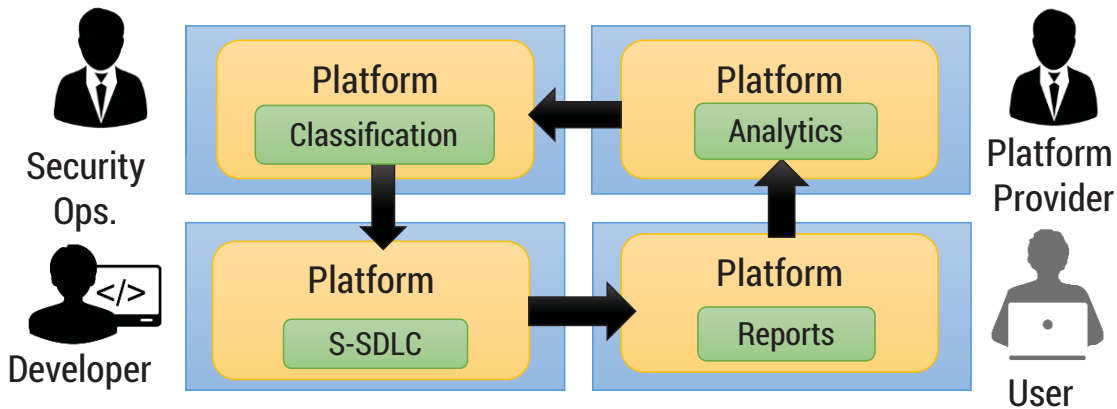 Security
Ops.
Platform
Classification
Platform
Analytics
Platform
Provider
Developer
</>
Platform
S-SDLC
Platform
Reports
User